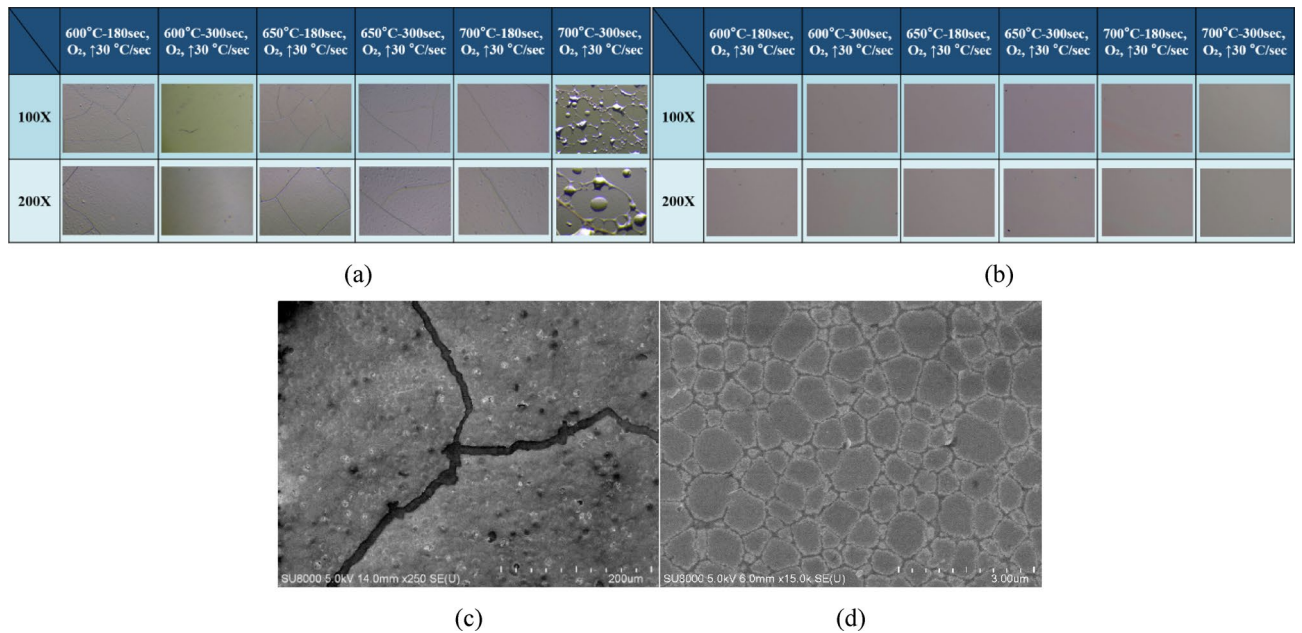 600°C-180sec, O₂, ↑30 °C/sec
600°C-300sec, O₂, ↑30 °C/sec
650°C-180sec, O₂, ↑30 °C/sec
650°C-300sec, O₂, ↑30 °C/sec
700°C-180sec, O₂, ↑30 °C/sec
700°C-300sec, O₂, ↑30 °C/sec
100X
200X
(a)
600°C-180sec, O₂, ↑30 °C/sec
600°C-300sec, O₂, ↑30 °C/sec
650°C-180sec, O₂, ↑30 °C/sec
650°C-300sec, O₂, ↑30 °C/sec
700°C-180sec, O₂, ↑30 °C/sec
700°C-300sec, O₂, ↑30 °C/sec
100X
200X
(b)
SU8000 5.0kV 14.0mm x250 SE(U)
200um
(c)
SU8000 5.0kV 6.0mm x15.0k SE(U)
3.00um
(d)